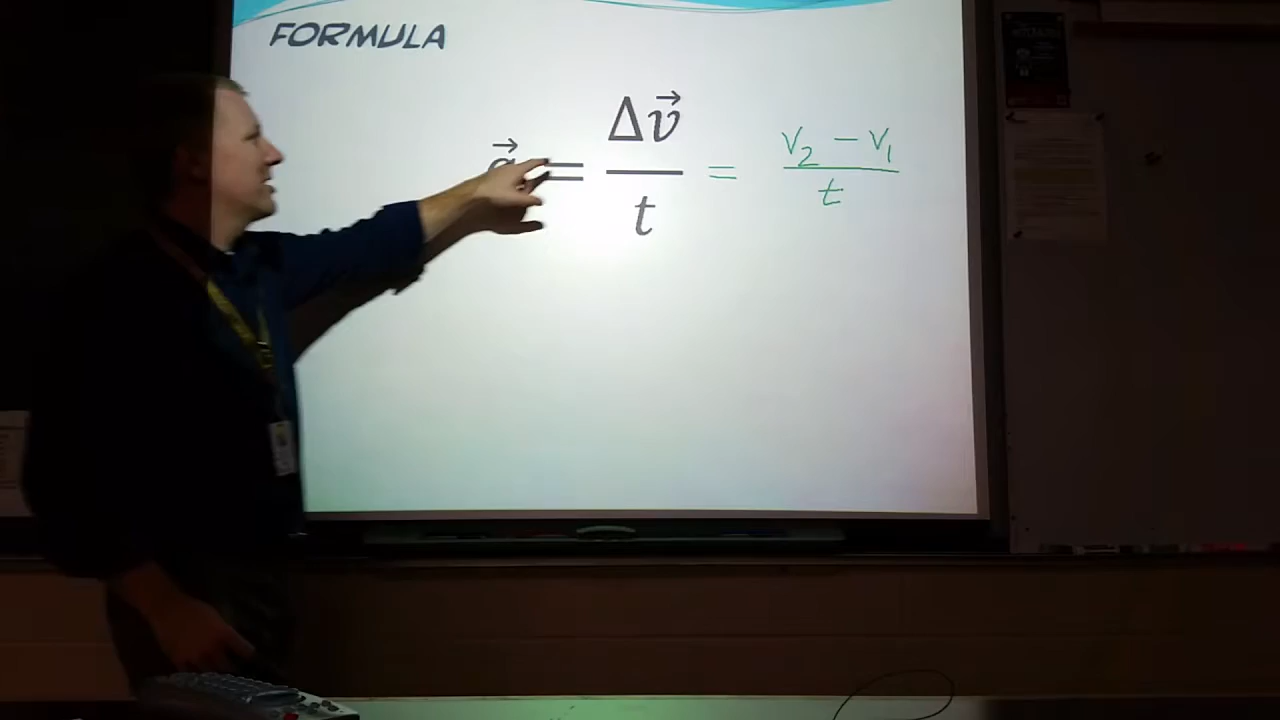 FORMULA
a⃗ = Δv⃗ / t = v₂ - v₁ / t